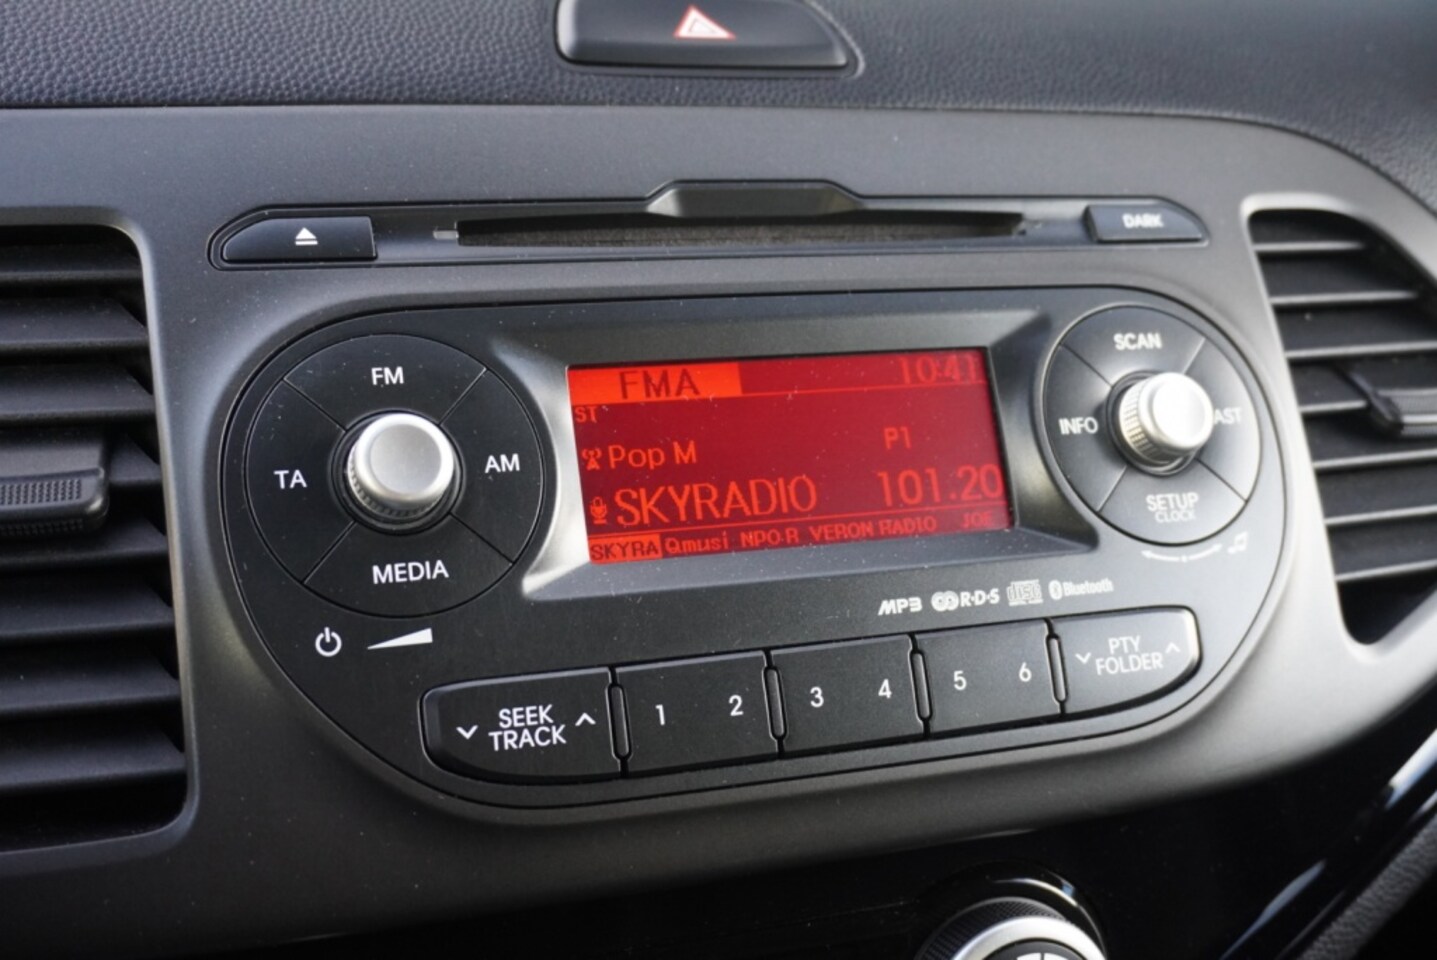 DARK
FM
TA
AM
MEDIA
FMA 10:41
ST
Pop M P1
SKYRADIO 101.20
SKYRA Qmusi NPO R VERON RADIO JOE
SCAN
INFO
AST
SETUP
CLOCK
MP3 R·D·S disc Bluetooth
SEEK
TRACK
1 2 3 4 5 6
PTY
FOLDER